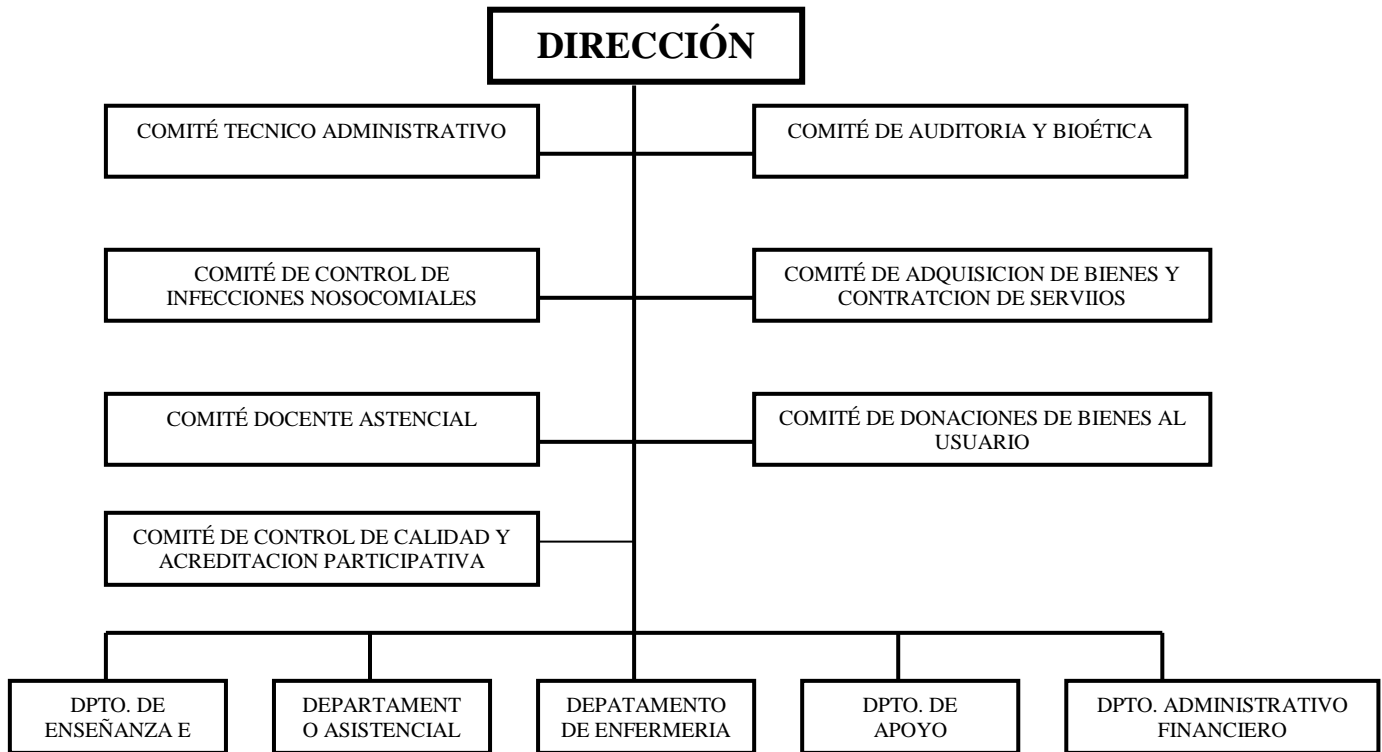 DIRECCIÓN
COMITÉ TECNICO ADMINISTRATIVO
COMITÉ DE AUDITORIA Y BIOÉTICA
COMITÉ DE CONTROL DE
INFECCIONES NOSOCOMIALES
COMITÉ DE ADQUISICION DE BIENES Y
CONTRATCION DE SERVIIOS
COMITÉ DOCENTE ASTENCIAL
COMITÉ DE DONACIONES DE BIENES AL
USUARIO
COMITÉ DE CONTROL DE CALIDAD Y
ACREDITACION PARTICIPATIVA
DPTO. DE
ENSEÑANZA E
DEPARTAMENT
O ASISTENCIAL
DEPATAMENTO
DE ENFERMERIA
DPTO. DE
APOYO
DPTO. ADMINISTRATIVO
FINANCIERO